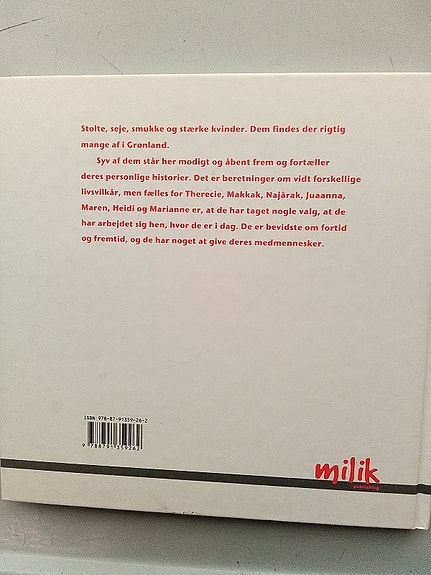 Stolte, seje, smukke og stærke kvinder. Dem findes der rigtig
mange af i Grønland.
Syv af dem står her modigt og åbent frem og fortæller
deres personlige historier. Det er beretninger om vidt forskellige
livsvilkår, men fælles for Therecie, Makkak, Najârak, Juaanna,
Maren, Heidi og Marianne er, at de har taget nogle valg, at de
har arbejdet sig hen, hvor de er i dag. De er bevidste om fortid
og fremtid, og de har noget at give deres medmennesker.
ISBN 978-87-91359-26-2
9 788791 359262
milik
publishing